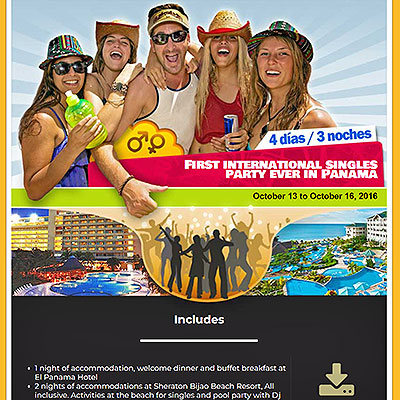 4 días / 3 noches
First international singles
party ever in Panama
October 13 to October 16, 2016
Includes
• 1 night of accommodation, welcome dinner and buffet breakfast at
El Panama Hotel
• 2 nights of accommodations at Sheraton Bijao Beach Resort, All
inclusive. Activities at the beach for singles and pool party with Dj